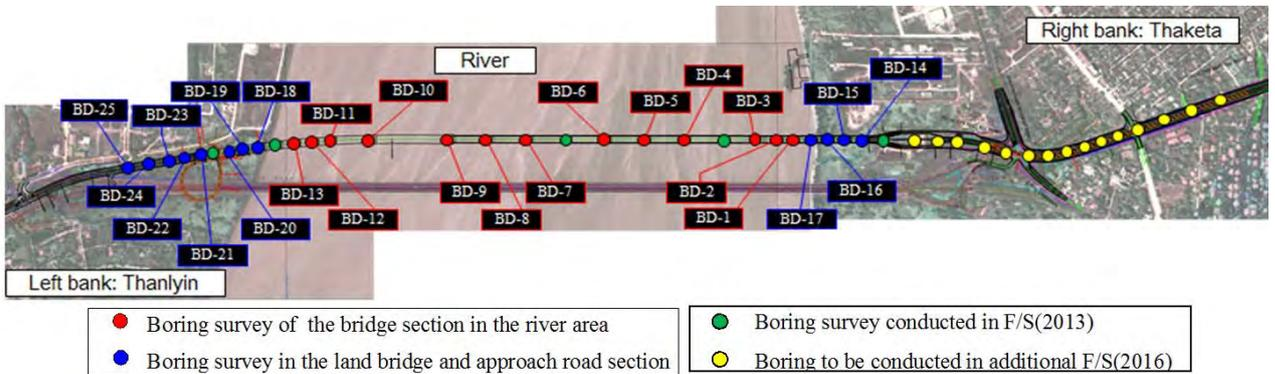 Right bank: Thaketa
River
BD-4
BD-14
BD-19
BD-18
BD-10
BD-6
BD-15
BD-25
BD-23
BD-11
BD-5
BD-3
BD-24
BD-13
BD-9
BD-7
BD-2
BD-16
BD-22
BD-20
BD-12
BD-8
BD-1
BD-17
BD-21
Left bank: Thanlyin
Boring survey of the bridge section in the river area
Boring survey in the land bridge and approach road section
Boring survey conducted in F/S(2013)
Boring to be conducted in additional F/S(2016)